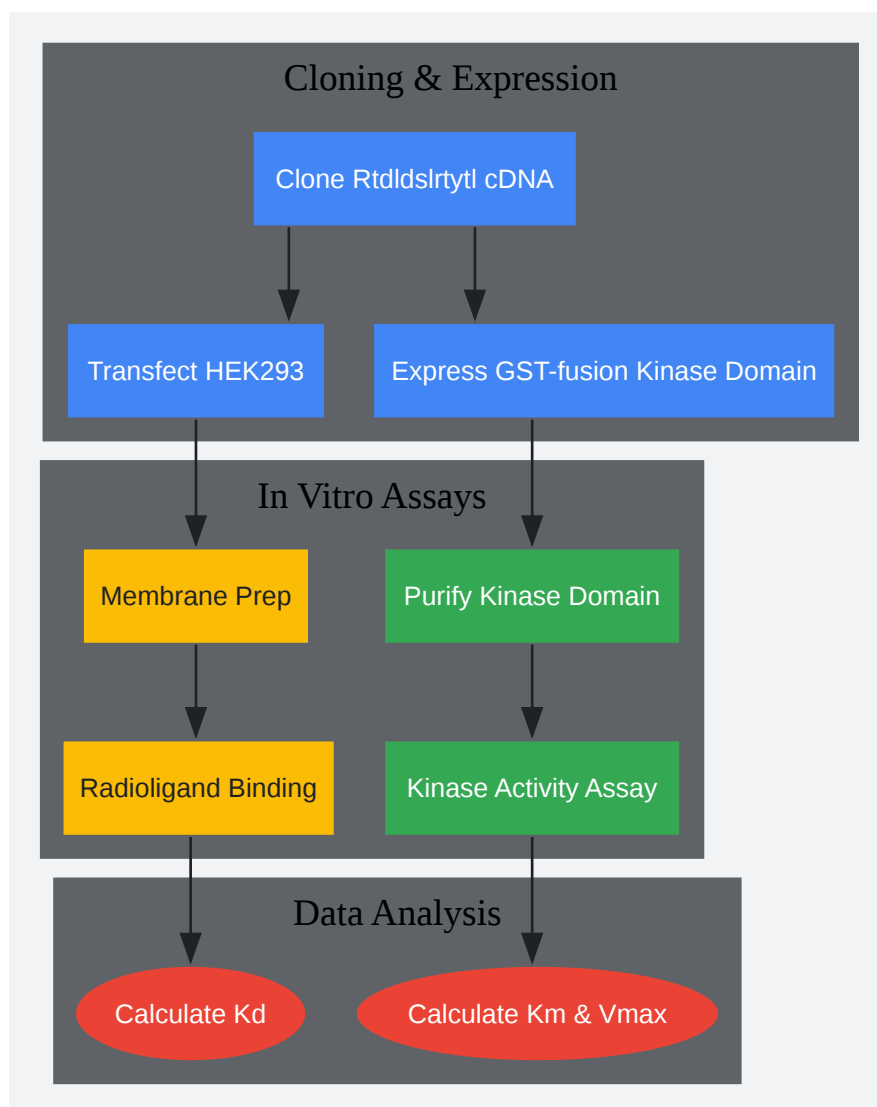 Cloning & Expression
Clone Rtdldslrtytl cDNA
Transfect HEK293
Express GST-fusion Kinase Domain
In Vitro Assays
Membrane Prep
Purify Kinase Domain
Radioligand Binding
Kinase Activity Assay
Data Analysis
Calculate Kd
Calculate Km & Vmax